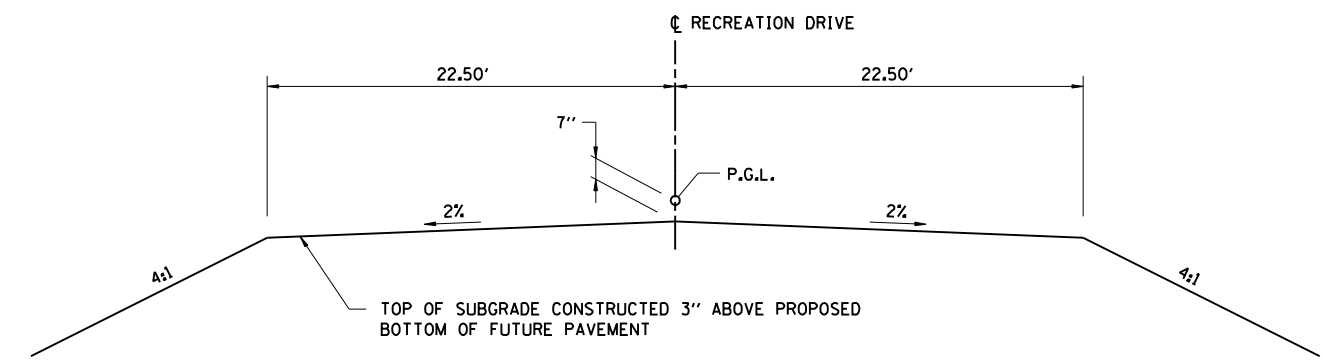 ℄ RECREATION DRIVE
22.50' 22.50'
7''
P.G.L.
2% 2%
4:1 4:1
TOP OF SUBGRADE CONSTRUCTED 3'' ABOVE PROPOSED
BOTTOM OF FUTURE PAVEMENT